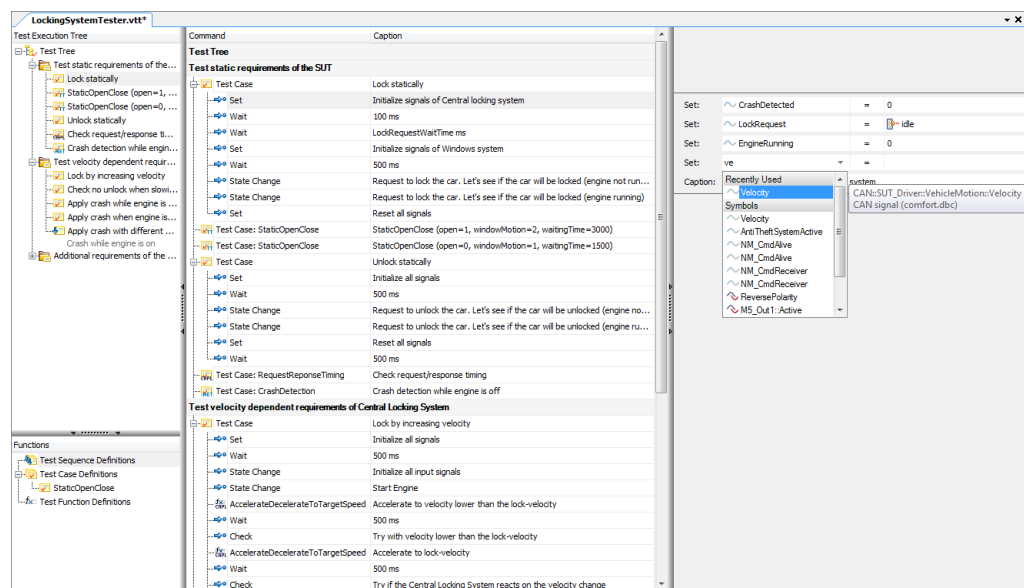 LockingSystemTester.vtt*
Test Execution Tree
Test Tree
Test static requirements of the...
Lock statically
StaticOpenClose (open=1, ...
StaticOpenClose (open=0, ...
Unlock statically
Check request/response ti...
Crash detection while engin...
Test velocity dependent requir...
Lock by increasing velocity
Check no unlock when slowi...
Apply crash while engine is ...
Apply crash when engine is...
Apply crash with different ...
Crash while engine is on
Additional requirements of the ...
Functions
Test Sequence Definitions
Test Case Definitions
StaticOpenClose
Test Function Definitions
Command Caption
Test Tree
Test static requirements of the SUT
Test Case Lock statically
Set Initialize signals of Central locking system
Wait 100 ms
Wait LockRequestWaitTime ms
Set Initialize signals of Windows system
Wait 500 ms
State Change Request to lock the car. Let's see if the car will be locked (engine not run...
State Change Request to lock the car. Let's see if the car will be locked (engine running)
Set Reset all signals
Test Case: StaticOpenClose StaticOpenClose (open=1, windowMotion=2, waitingTime=3000)
Test Case: StaticOpenClose StaticOpenClose (open=0, windowMotion=1, waitingTime=1500)
Test Case Unlock statically
Set Initialize all signals
Wait 500 ms
State Change Request to unlock the car. Let's see if the car will be unlocked (engine no...
State Change Request to unlock the car. Let's see if the car will be unlocked (engine ru...
Set Reset all signals
Wait 500 ms
Test Case: RequestReponseTiming Check request/response timing
Test Case: CrashDetection Crash detection while engine is off
Test velocity dependent requirements of Central Locking System
Test Case Lock by increasing velocity
Set Initialize all signals
Wait 500 ms
State Change Initialize all input signals
State Change Start Engine
AccelerateDecelerateToTargetSpeed Accelerate to velocity lower than the lock-velocity
Wait 500 ms
Check Try with velocity lower than the lock-velocity
AccelerateDecelerateToTargetSpeed Accelerate to lock-velocity
Wait 500 ms
Check Try if the Central Locking System reacts on the velocity change
Set: CrashDetected = 0
Set: LockRequest = idle
Set: EngineRunning = 0
Set: ve =
Caption: system
Recently Used
Velocity
Symbols
Velocity
AntiTheftSystemActive
NM_CmdAlive
NM_CmdAlive
NM_CmdReceiver
NM_CmdReceiver
ReversePolarity
M5_Out1::Active
CAN::SUT_Driver::VehicleMotion::Velocity
CAN signal (comfort.dbc)